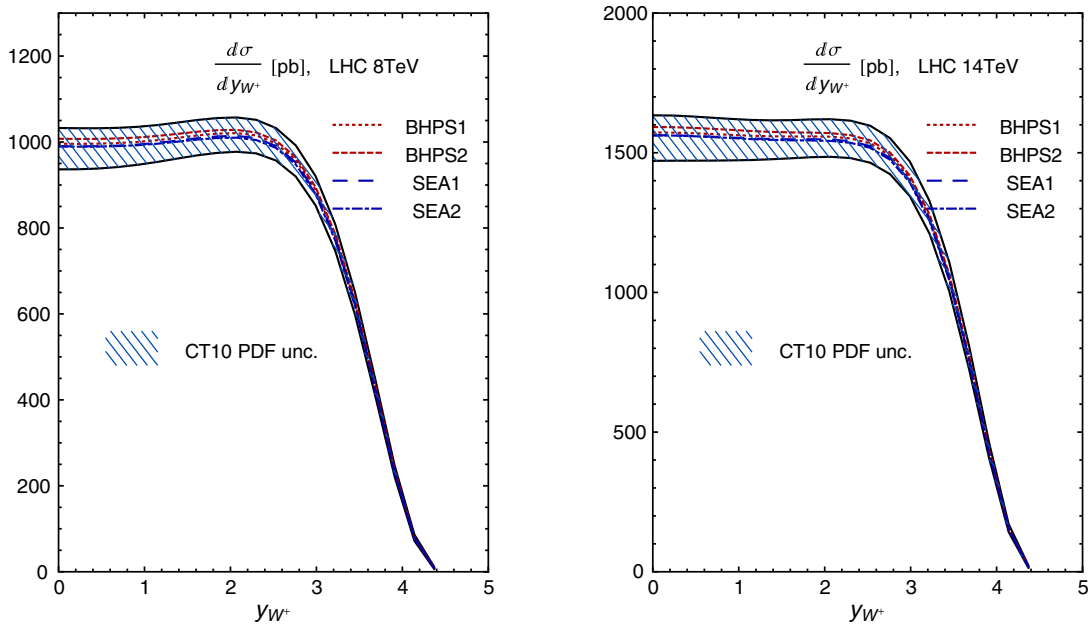 dσ
dy_{W^+} [pb], LHC 8TeV
BHPS1
BHPS2
SEA1
SEA2
CT10 PDF unc.
1200
1000
800
600
400
200
0
0 1 2 3 4 5
y_{W^+}
dσ
dy_{W^+} [pb], LHC 14TeV
BHPS1
BHPS2
SEA1
SEA2
CT10 PDF unc.
2000
1500
1000
500
0
0 1 2 3 4 5
y_{W^+}